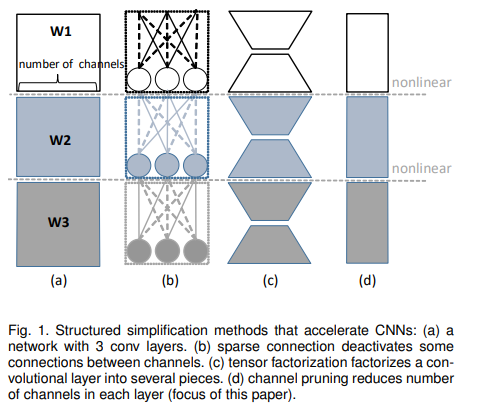 W1
number of channels
nonlinear
W2
nonlinear
W3
(a) (b) (c) (d)
Fig. 1. Structured simplification methods that accelerate CNNs: (a) a
network with 3 conv layers. (b) sparse connection deactivates some
connections between channels. (c) tensor factorization factorizes a con-
volutional layer into several pieces. (d) channel pruning reduces number
of channels in each layer (focus of this paper).